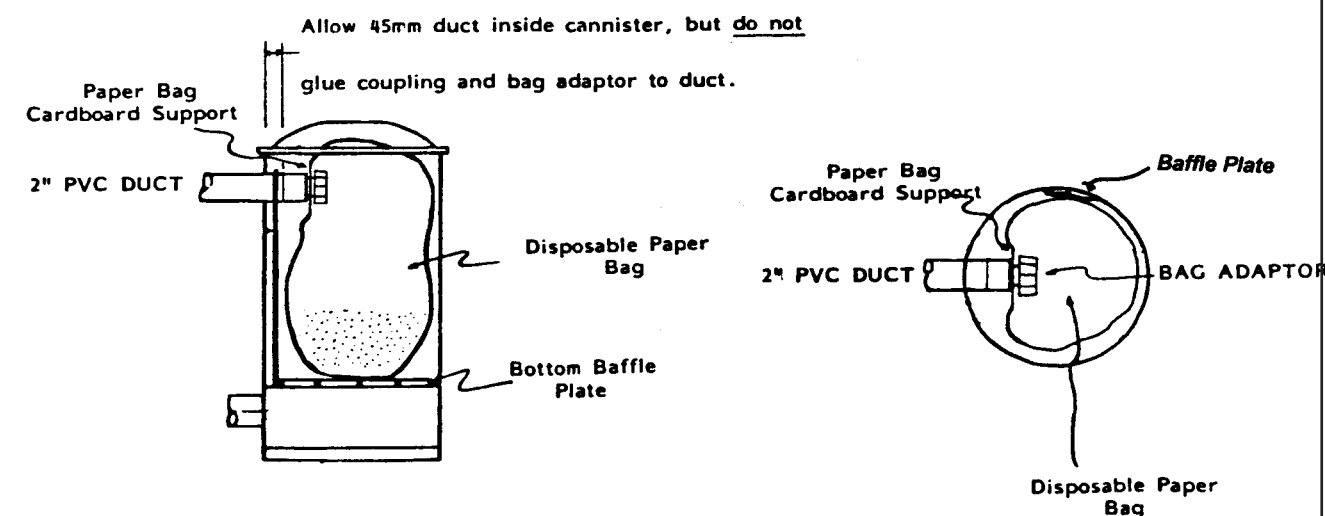 Allow 45mm duct inside cannister, but do not
glue coupling and bag adaptor to duct.
Paper Bag
Cardboard Support
2" PVC DUCT
Disposable Paper
Bag
Bottom Baffle
Plate
Baffle Plate
Paper Bag
Cardboard Support
2" PVC DUCT
BAG ADAPTOR
Disposable Paper
Bag